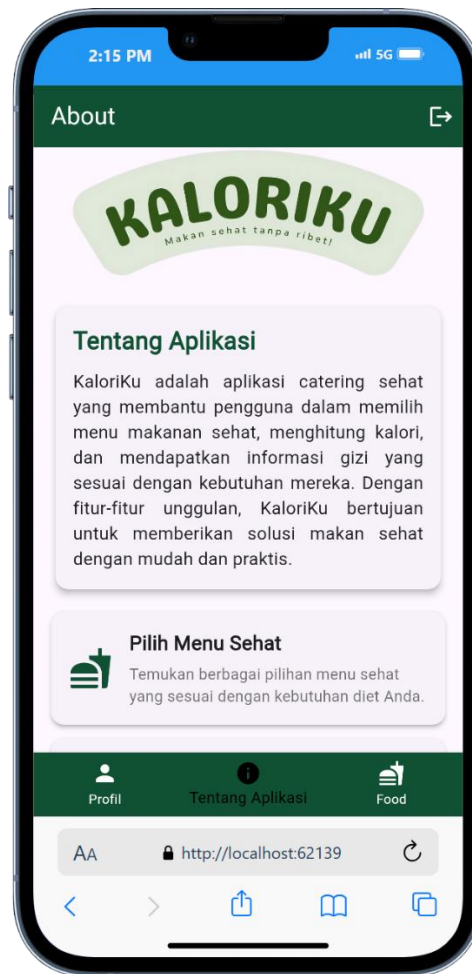 2:15 PM
5G
About
KALORIKU
Makan sehat tanpa ribet!
Tentang Aplikasi
KaloriKu adalah aplikasi catering sehat
yang membantu pengguna dalam memilih
menu makanan sehat, menghitung kalori,
dan mendapatkan informasi gizi yang
sesuai dengan kebutuhan mereka. Dengan
fitur-fitur unggulan, KaloriKu bertujuan
untuk memberikan solusi makan sehat
dengan mudah dan praktis.
Pilih Menu Sehat
Temukan berbagai pilihan menu sehat
yang sesuai dengan kebutuhan diet Anda.
Profil Tentang Aplikasi Food
AA http://localhost:62139